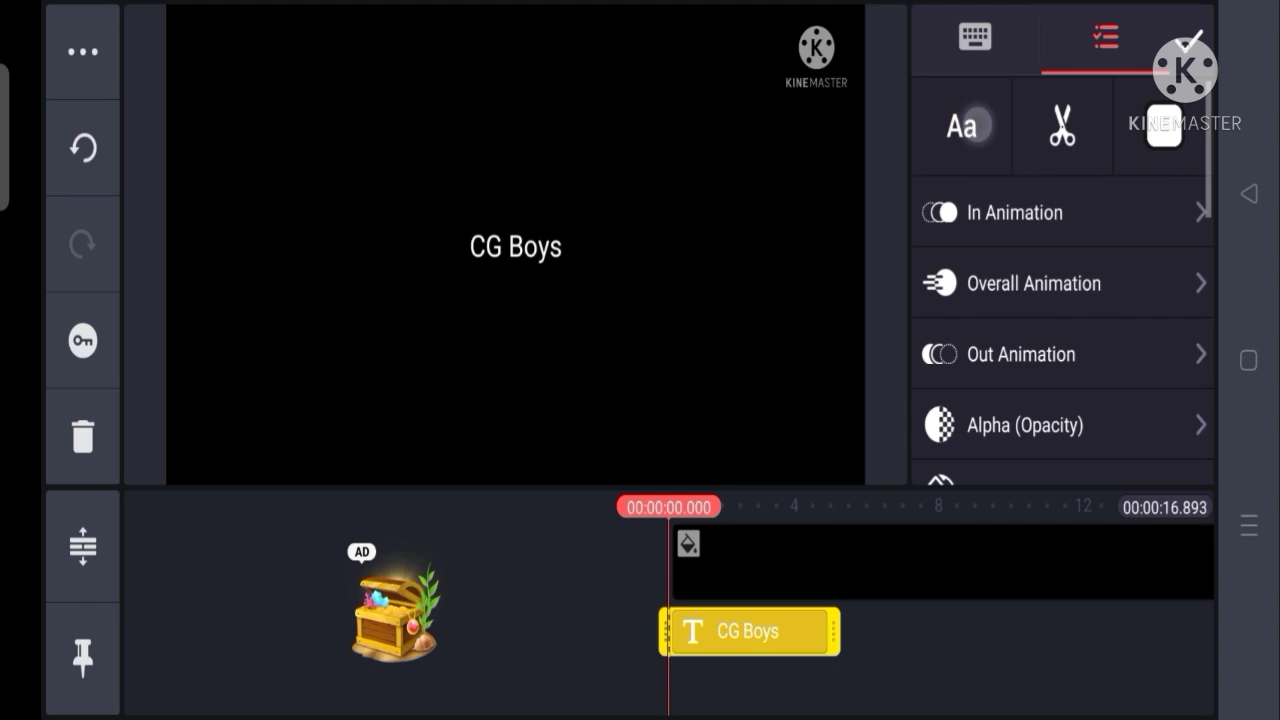 KINEMASTER
K
KINEMASTER
Aa
In Animation
Overall Animation
Out Animation
Alpha (Opacity)
CG Boys
00:00:00.000
4
8
12
00:00:16.893
AD
T CG Boys